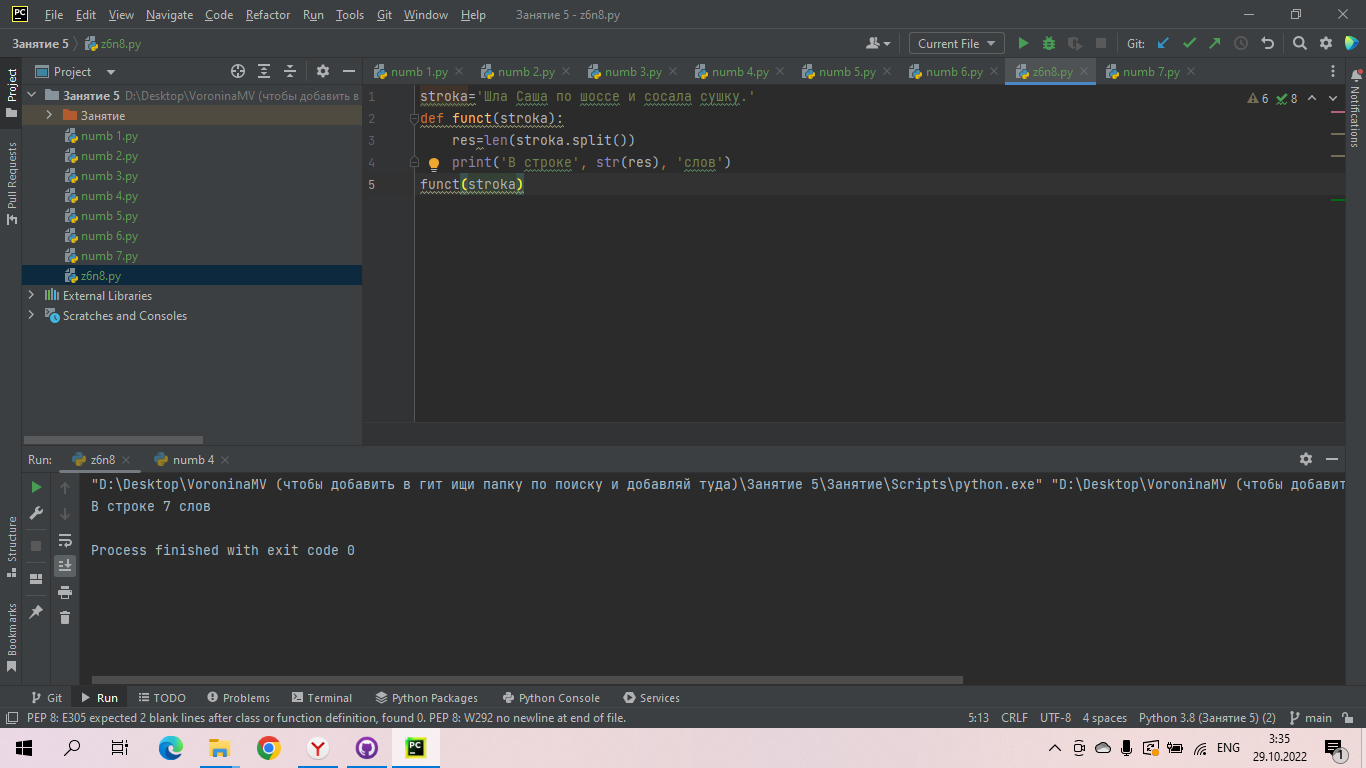 PC File Edit View Navigate Code Refactor Run Tools Git Window Help Занятие 5 - z6n8.py
Занятие 5 z6n8.py Current File Git:
Project
numb 1.py numb 2.py numb 3.py numb 4.py numb 5.py numb 6.py z6n8.py numb 7.py
Project
Pull Requests
Structure
Bookmarks
Notifications
Занятие 5 D:\Desktop\VoroninaMV (чтобы добавить в
Занятие
numb 1.py
numb 2.py
numb 3.py
numb 4.py
numb 5.py
numb 6.py
numb 7.py
z6n8.py
External Libraries
Scratches and Consoles
6 8
1 stroka='Шла Саша по шоссе и сосала сушку.'
2 def funct(stroka):
3 res=len(stroka.split())
4 print('В строке', str(res), 'слов')
5 funct(stroka)
Run: z6n8 numb 4
"D:\Desktop\VoroninaMV (чтобы добавить в гит ищи папку по поиску и добавляй туда)\Занятие 5\Занятие\Scripts\python.exe" "D:\Desktop\VoroninaMV (чтобы добавит
В строке 7 слов
Process finished with exit code 0
Git Run TODO Problems Terminal Python Packages Python Console Services
PEP 8: E305 expected 2 blank lines after class or function definition, found 0. PEP 8: W292 no newline at end of file. 5:13 CRLF UTF-8 4 spaces Python 3.8 (Занятие 5) (2) main
PC ENG 3:35
29.10.2022 1